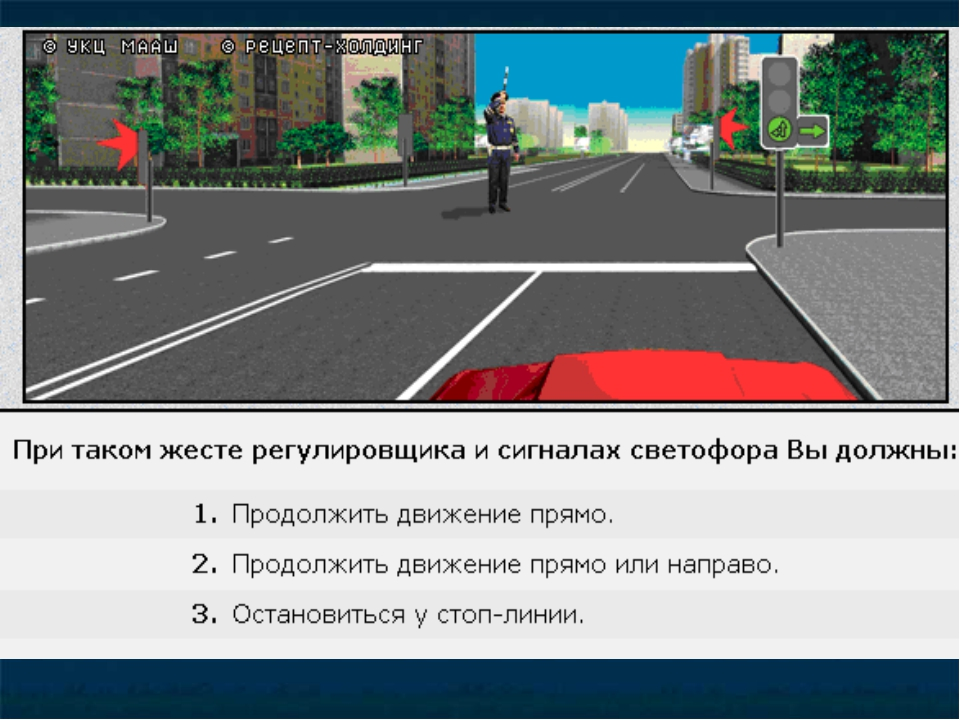 © УКЦ МААШ © РЕЦЕПТ-ХОЛДИНГ
При таком жесте регулировщика и сигналах светофора Вы должны:
1. Продолжить движение прямо.
2. Продолжить движение прямо или направо.
3. Остановиться у стоп-линии.